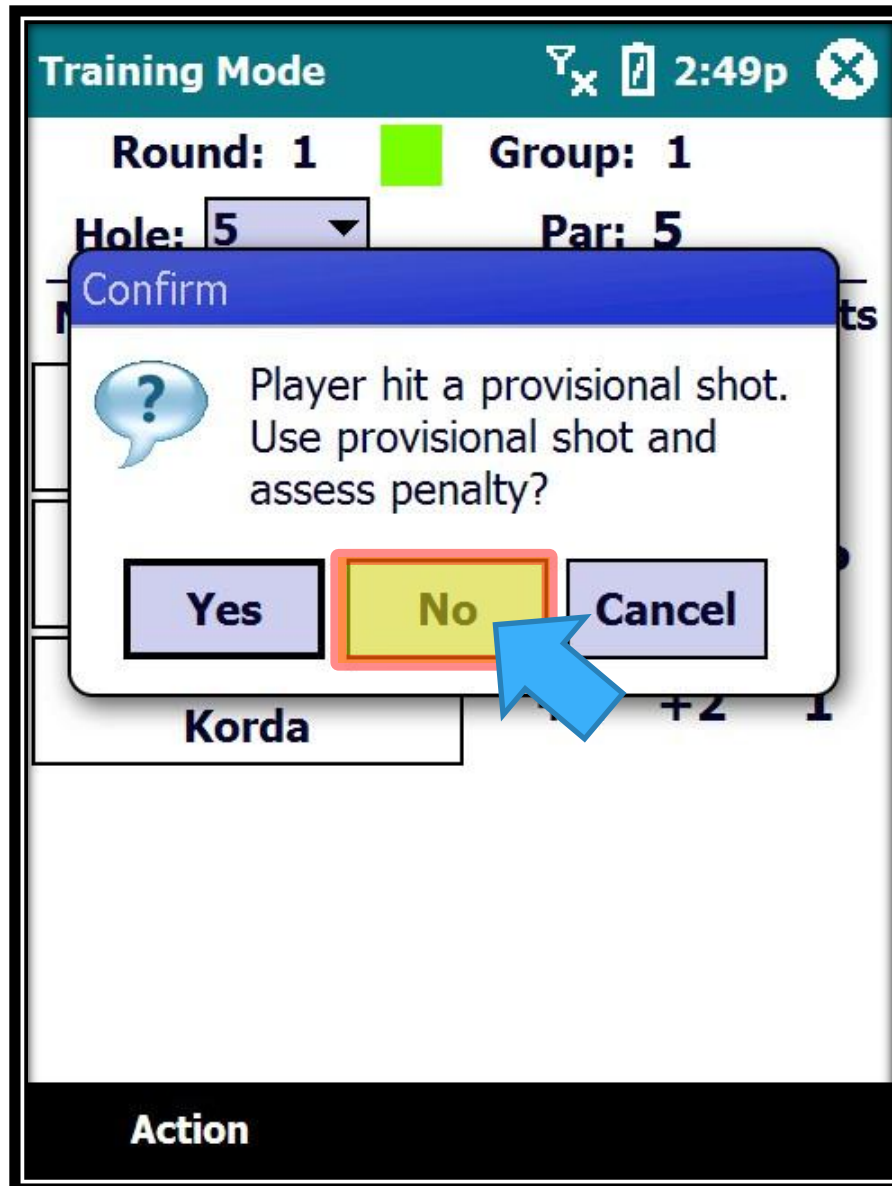 Training Mode 2:49p
Round: 1 Group: 1
Hole: 5 Par: 5
Confirm
Player hit a provisional shot.
Use provisional shot and
assess penalty?
Yes No Cancel
Korda +2 1
Action